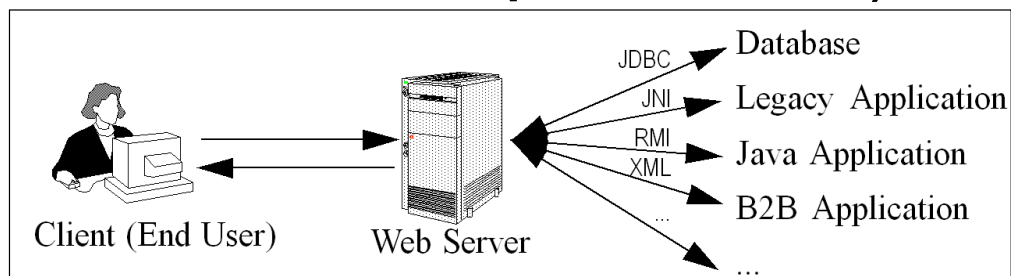 JDBC
Database
JNI
Legacy Application
RMI
Java Application
XML
B2B Application
...
...
Client (End User)
Web Server